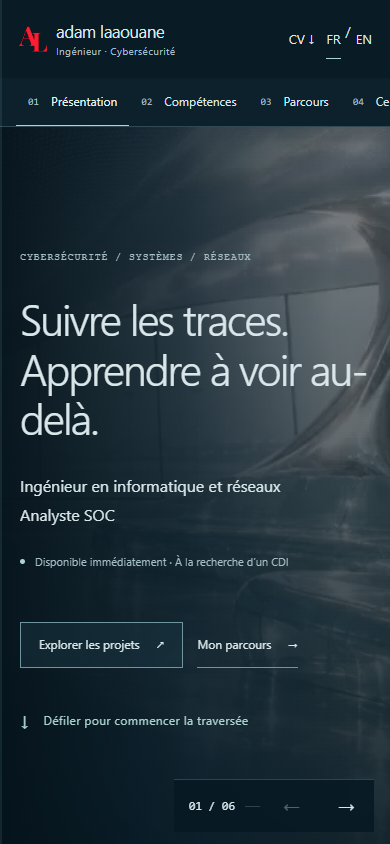 AL
adam laaouane
Ingénieur · Cybersécurité
CV ↓ FR / EN
01 Présentation 02 Compétences 03 Parcours 04 Ce
CYBERSÉCURITÉ / SYSTÈMES / RÉSEAUX
Suivre les traces.
Apprendre à voir au-
delà.
Ingénieur en informatique et réseaux
Analyste SOC
Disponible immédiatement · À la recherche d'un CDI
Explorer les projets ↗ Mon parcours →
↓ Défiler pour commencer la traversée
01 / 06 — ← →